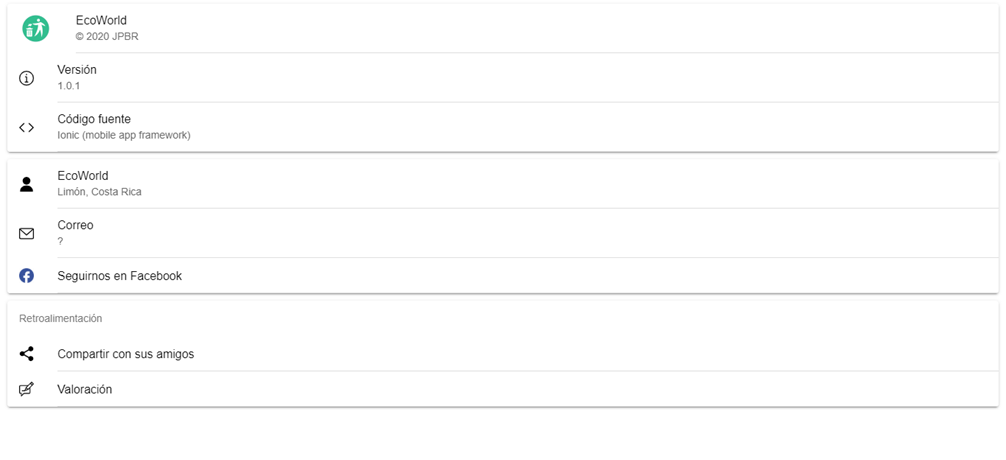 EcoWorld
© 2020 JPBR
Versión
1.0.1
Código fuente
Ionic (mobile app framework)
EcoWorld
Limón, Costa Rica
Correo
?
Seguirnos en Facebook
Retroalimentación
Compartir con sus amigos
Valoración